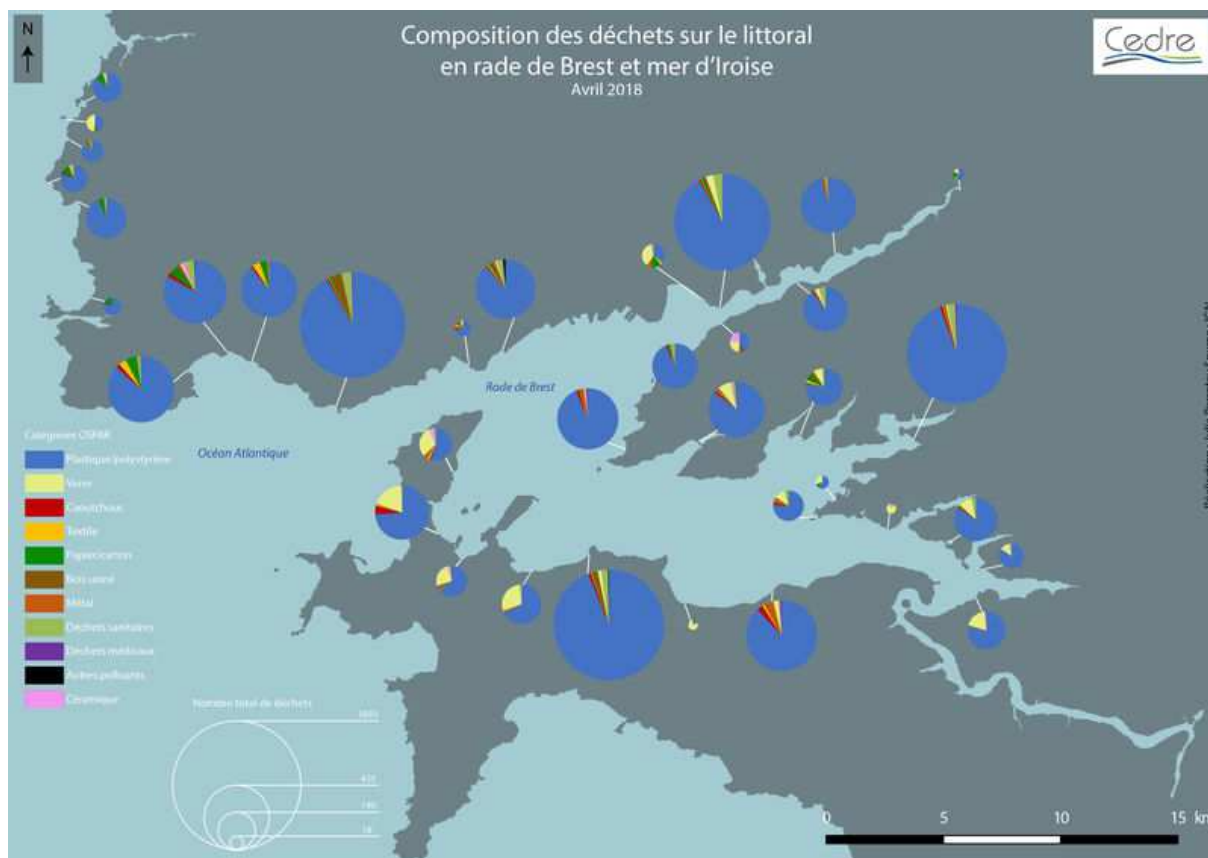 N
Composition des déchets sur le littoral
en rade de Brest et mer d'Iroise
Avril 2018
Cedre
Rade de Brest
Océan Atlantique
Catégories OSPAR
Plastique/polystyrène
Verre
Caoutchouc
Textile
Papier/carton
Bois usiné
Métal
Déchets sanitaires
Déchets médicaux
Autres polluants
Céramique
Nombre total de déchets
0
5
10
15 km